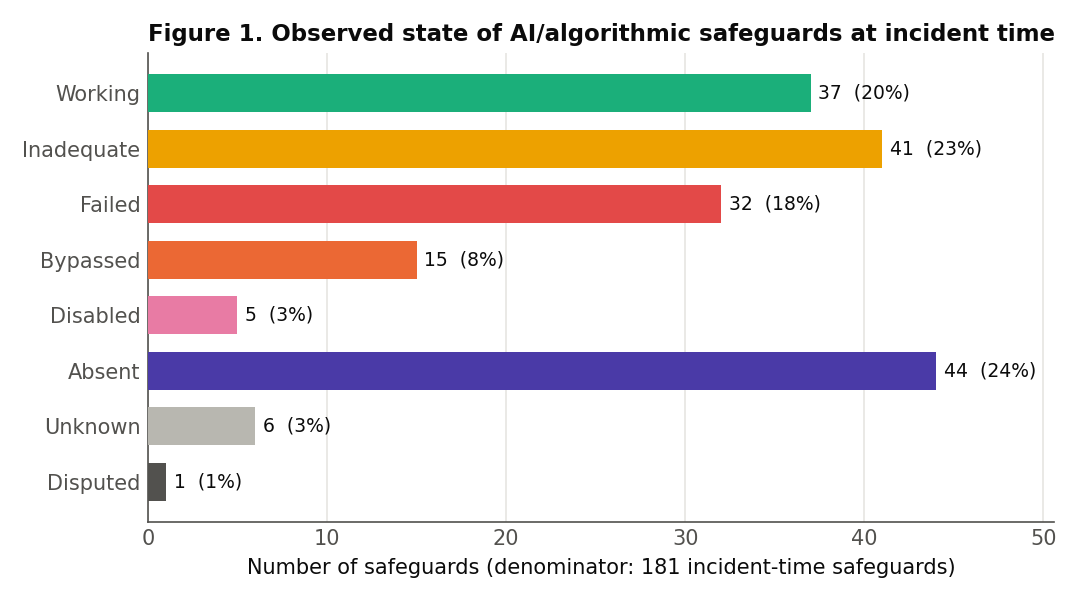 Figure 1. Observed state of AI/algorithmic safeguards at incident time
Working 37 (20%)
Inadequate 41 (23%)
Failed 32 (18%)
Bypassed 15 (8%)
Disabled 5 (3%)
Absent 44 (24%)
Unknown 6 (3%)
Disputed 1 (1%)
0 10 20 30 40 50
Number of safeguards (denominator: 181 incident-time safeguards)